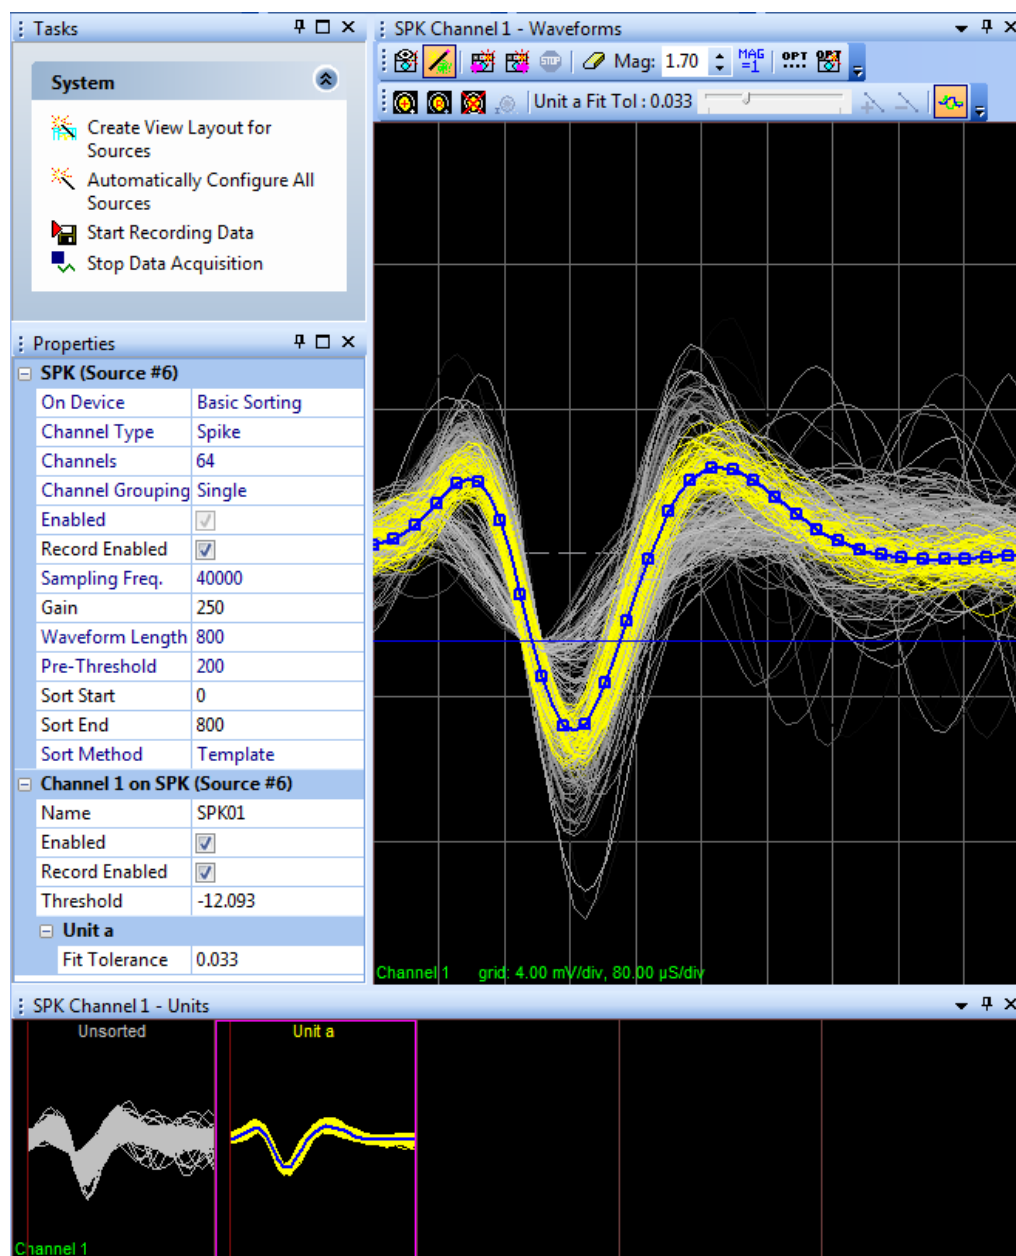 Tasks
System
Create View Layout for
Sources
Automatically Configure All
Sources
Start Recording Data
Stop Data Acquisition
Properties
SPK (Source #6)
On Device Basic Sorting
Channel Type Spike
Channels 64
Channel Grouping Single
Enabled
Record Enabled
Sampling Freq. 40000
Gain 250
Waveform Length 800
Pre-Threshold 200
Sort Start 0
Sort End 800
Sort Method Template
Channel 1 on SPK (Source #6)
Name SPK01
Enabled
Record Enabled
Threshold -12.093
Unit a
Fit Tolerance 0.033
SPK Channel 1 - Waveforms
STOP Mag: 1.70 MAG =1 OPT OPT
Unit a Fit Tol : 0.033
Channel 1 grid: 4.00 mV/div, 80.00 µS/div
SPK Channel 1 - Units
Unsorted Unit a
Channel 1